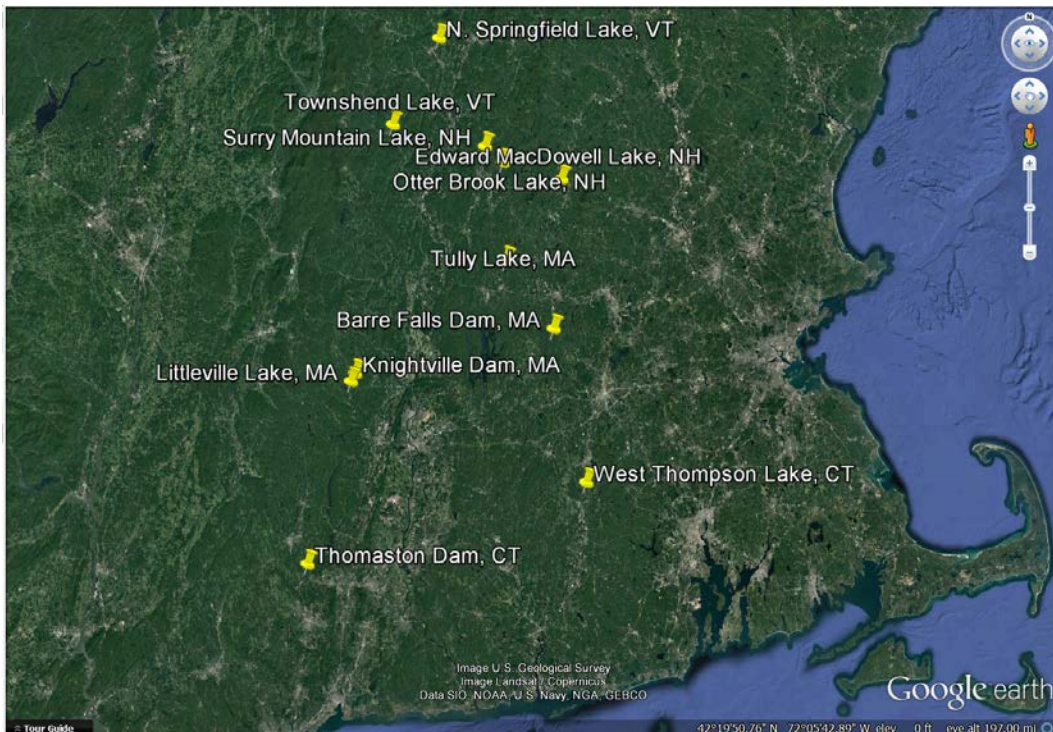 N
N. Springfield Lake, VT
Townshend Lake, VT
Surry Mountain Lake, NH
Edward MacDowell Lake, NH
Otter Brook Lake, NH
Tully Lake, MA
Barre Falls Dam, MA
Knightville Dam, MA
Littleville Lake, MA
West Thompson Lake, CT
Thomaston Dam, CT
Image U.S. Geological Survey
Image Landsat / Copernicus
Data SIO, NOAA, U.S. Navy, NGA, GEBCO
Google earth
Tour Guide
42°19'50.76" N 72°05'42.89" W elev 0 ft eye alt 197.00 mi